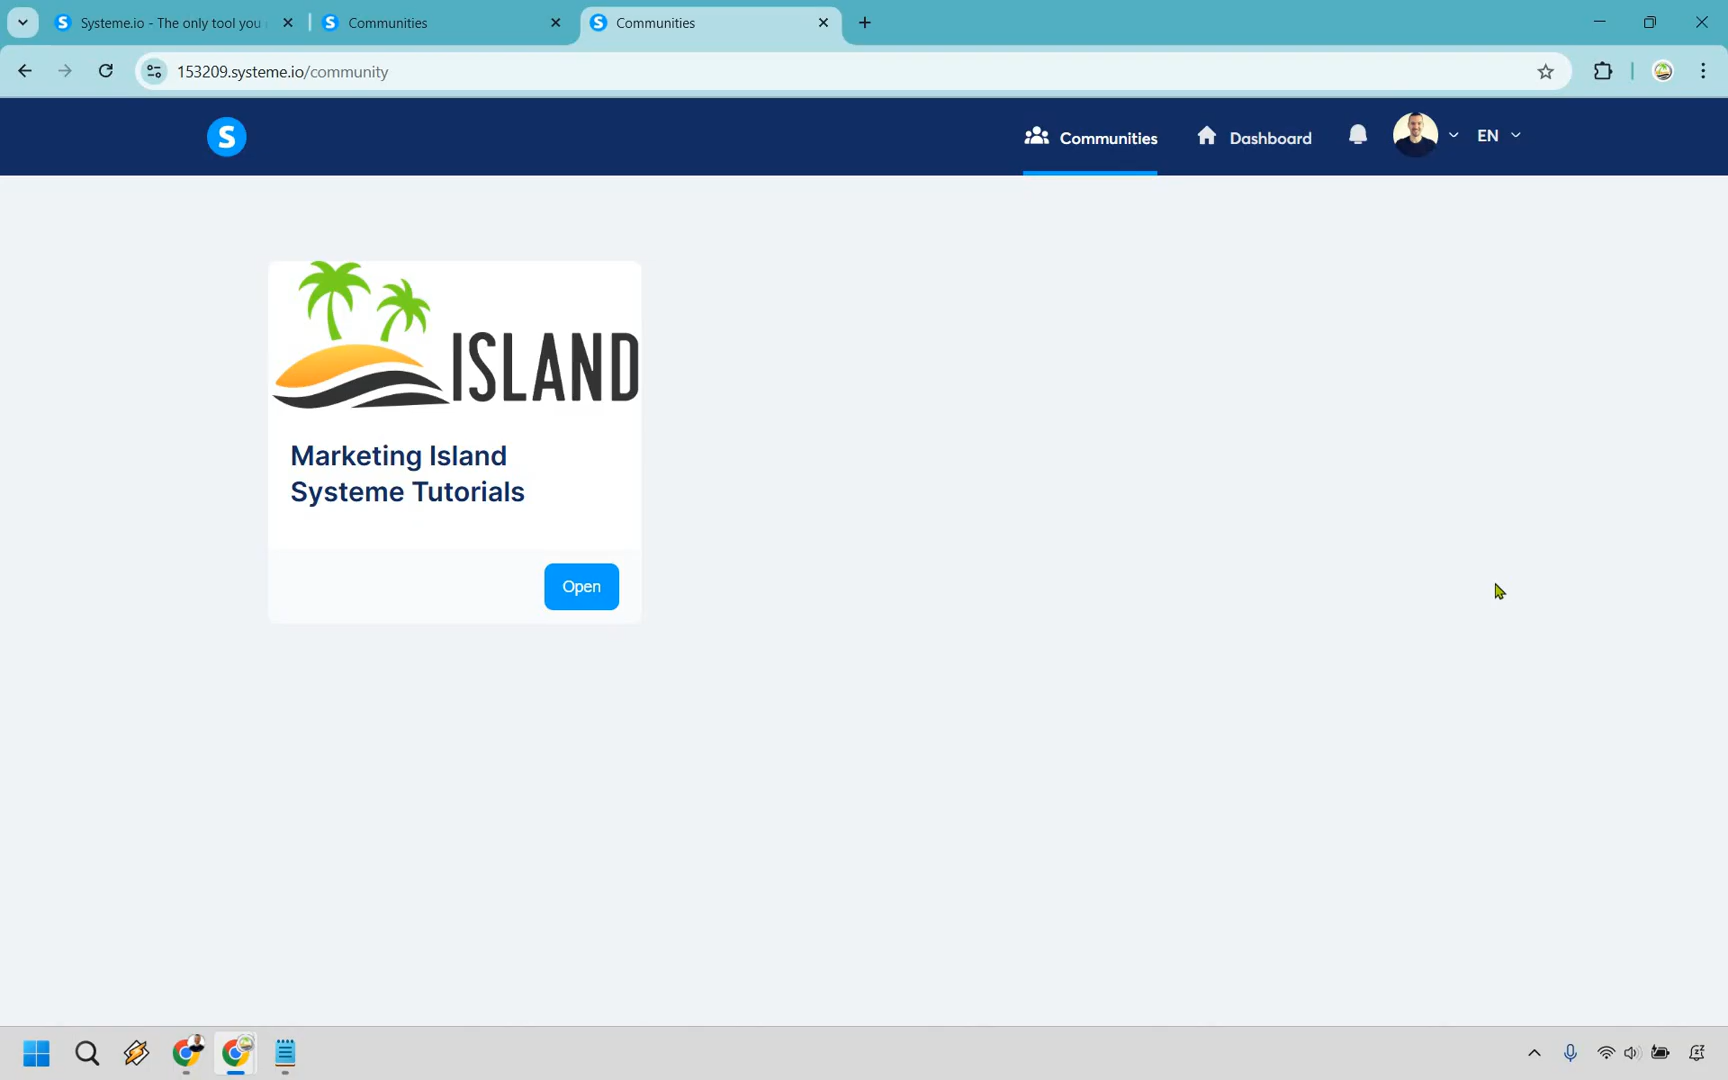 Systeme.io - The only tool you
Communities
Communities
153209.systeme.io/community
S
Communities
Dashboard
EN
ISLAND
Marketing Island
Systeme Tutorials
Open